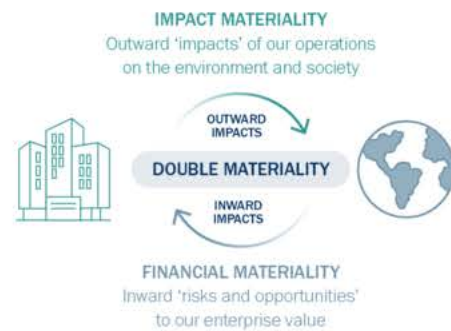 IMPACT MATERIALITY
Outward ‘impacts’ of our operations
on the environment and society
OUTWARD
IMPACTS
DOUBLE MATERIALITY
INWARD
IMPACTS
FINANCIAL MATERIALITY
Inward ‘risks and opportunities’
to our enterprise value